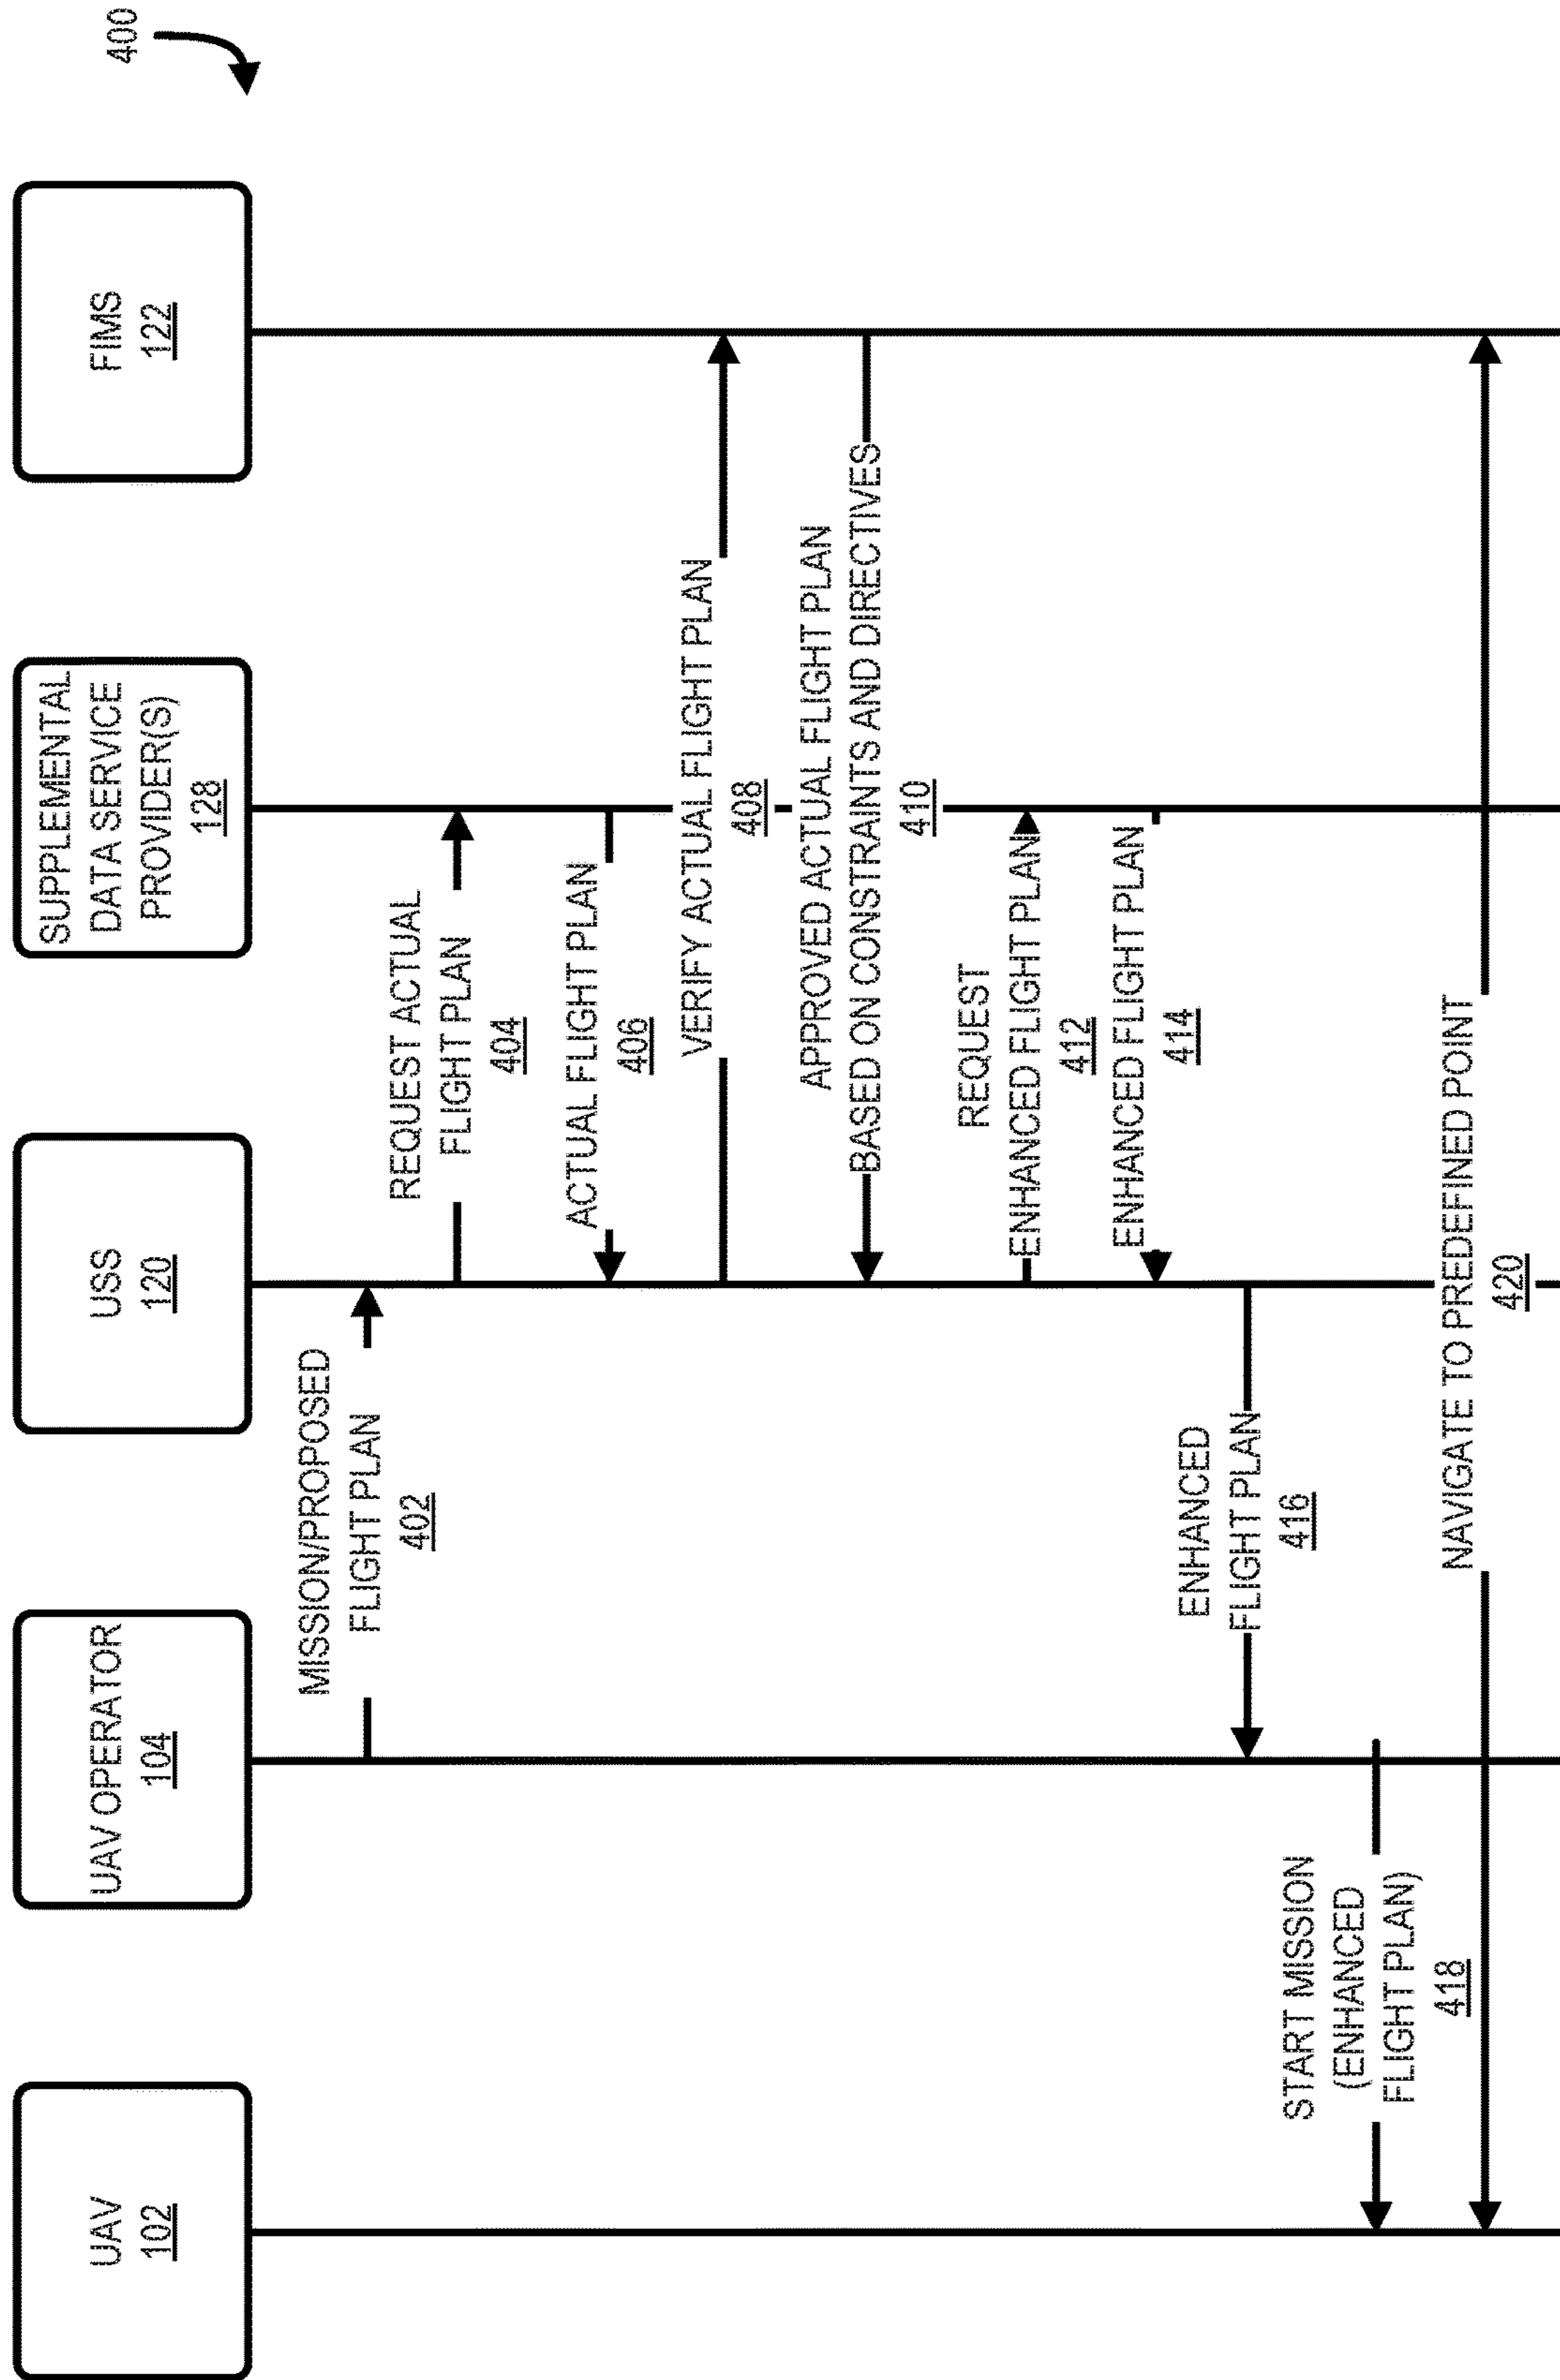 400
UAV
102
UAV OPERATOR
104
USS
120
SUPPLEMENTAL
DATA SERVICE
PROVIDER(S)
128
FIMS
122
MISSION/PROPOSED
FLIGHT PLAN
402
REQUEST ACTUAL
FLIGHT PLAN
404
ACTUAL FLIGHT PLAN
406
VERIFY ACTUAL FLIGHT PLAN
408
APPROVED ACTUAL FLIGHT PLAN
BASED ON CONSTRAINTS AND DIRECTIVES
410
REQUEST
ENHANCED FLIGHT PLAN
412
ENHANCED FLIGHT PLAN
414
ENHANCED
FLIGHT PLAN
416
START MISSION
(ENHANCED
FLIGHT PLAN)
418
NAVIGATE TO PREDEFINED POINT
420